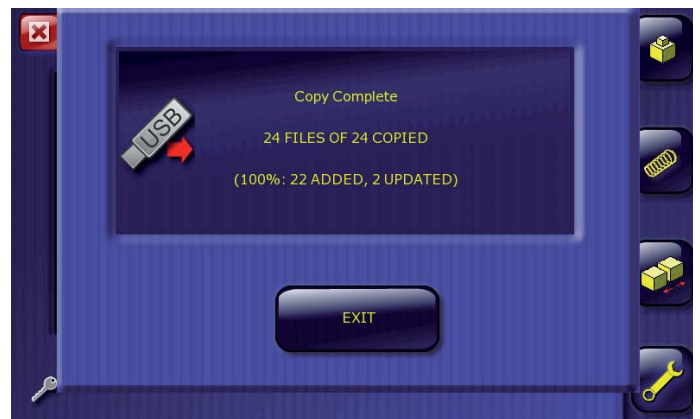 Copy Complete
USB
24 FILES OF 24 COPIED
(100%: 22 ADDED, 2 UPDATED)
EXIT